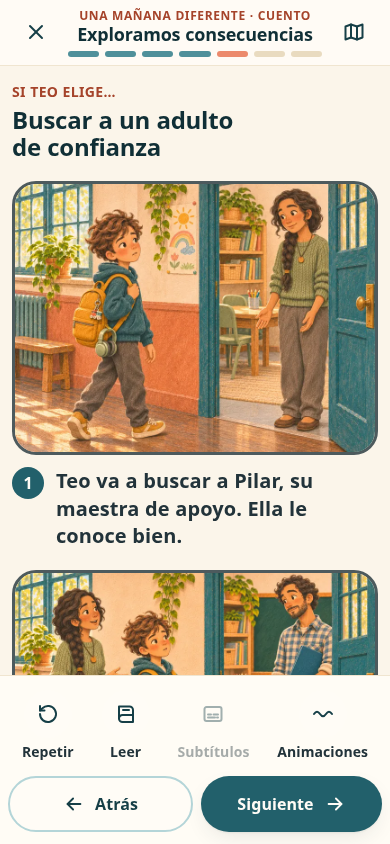 UNA MAÑANA DIFERENTE · CUENTO
Exploramos consecuencias
SI TEO ELIGE...
Buscar a un adulto
de confianza
1
Teo va a buscar a Pilar, su
maestra de apoyo. Ella le
conoce bien.
Repetir
Leer
Subtítulos
Animaciones
Atrás
Siguiente